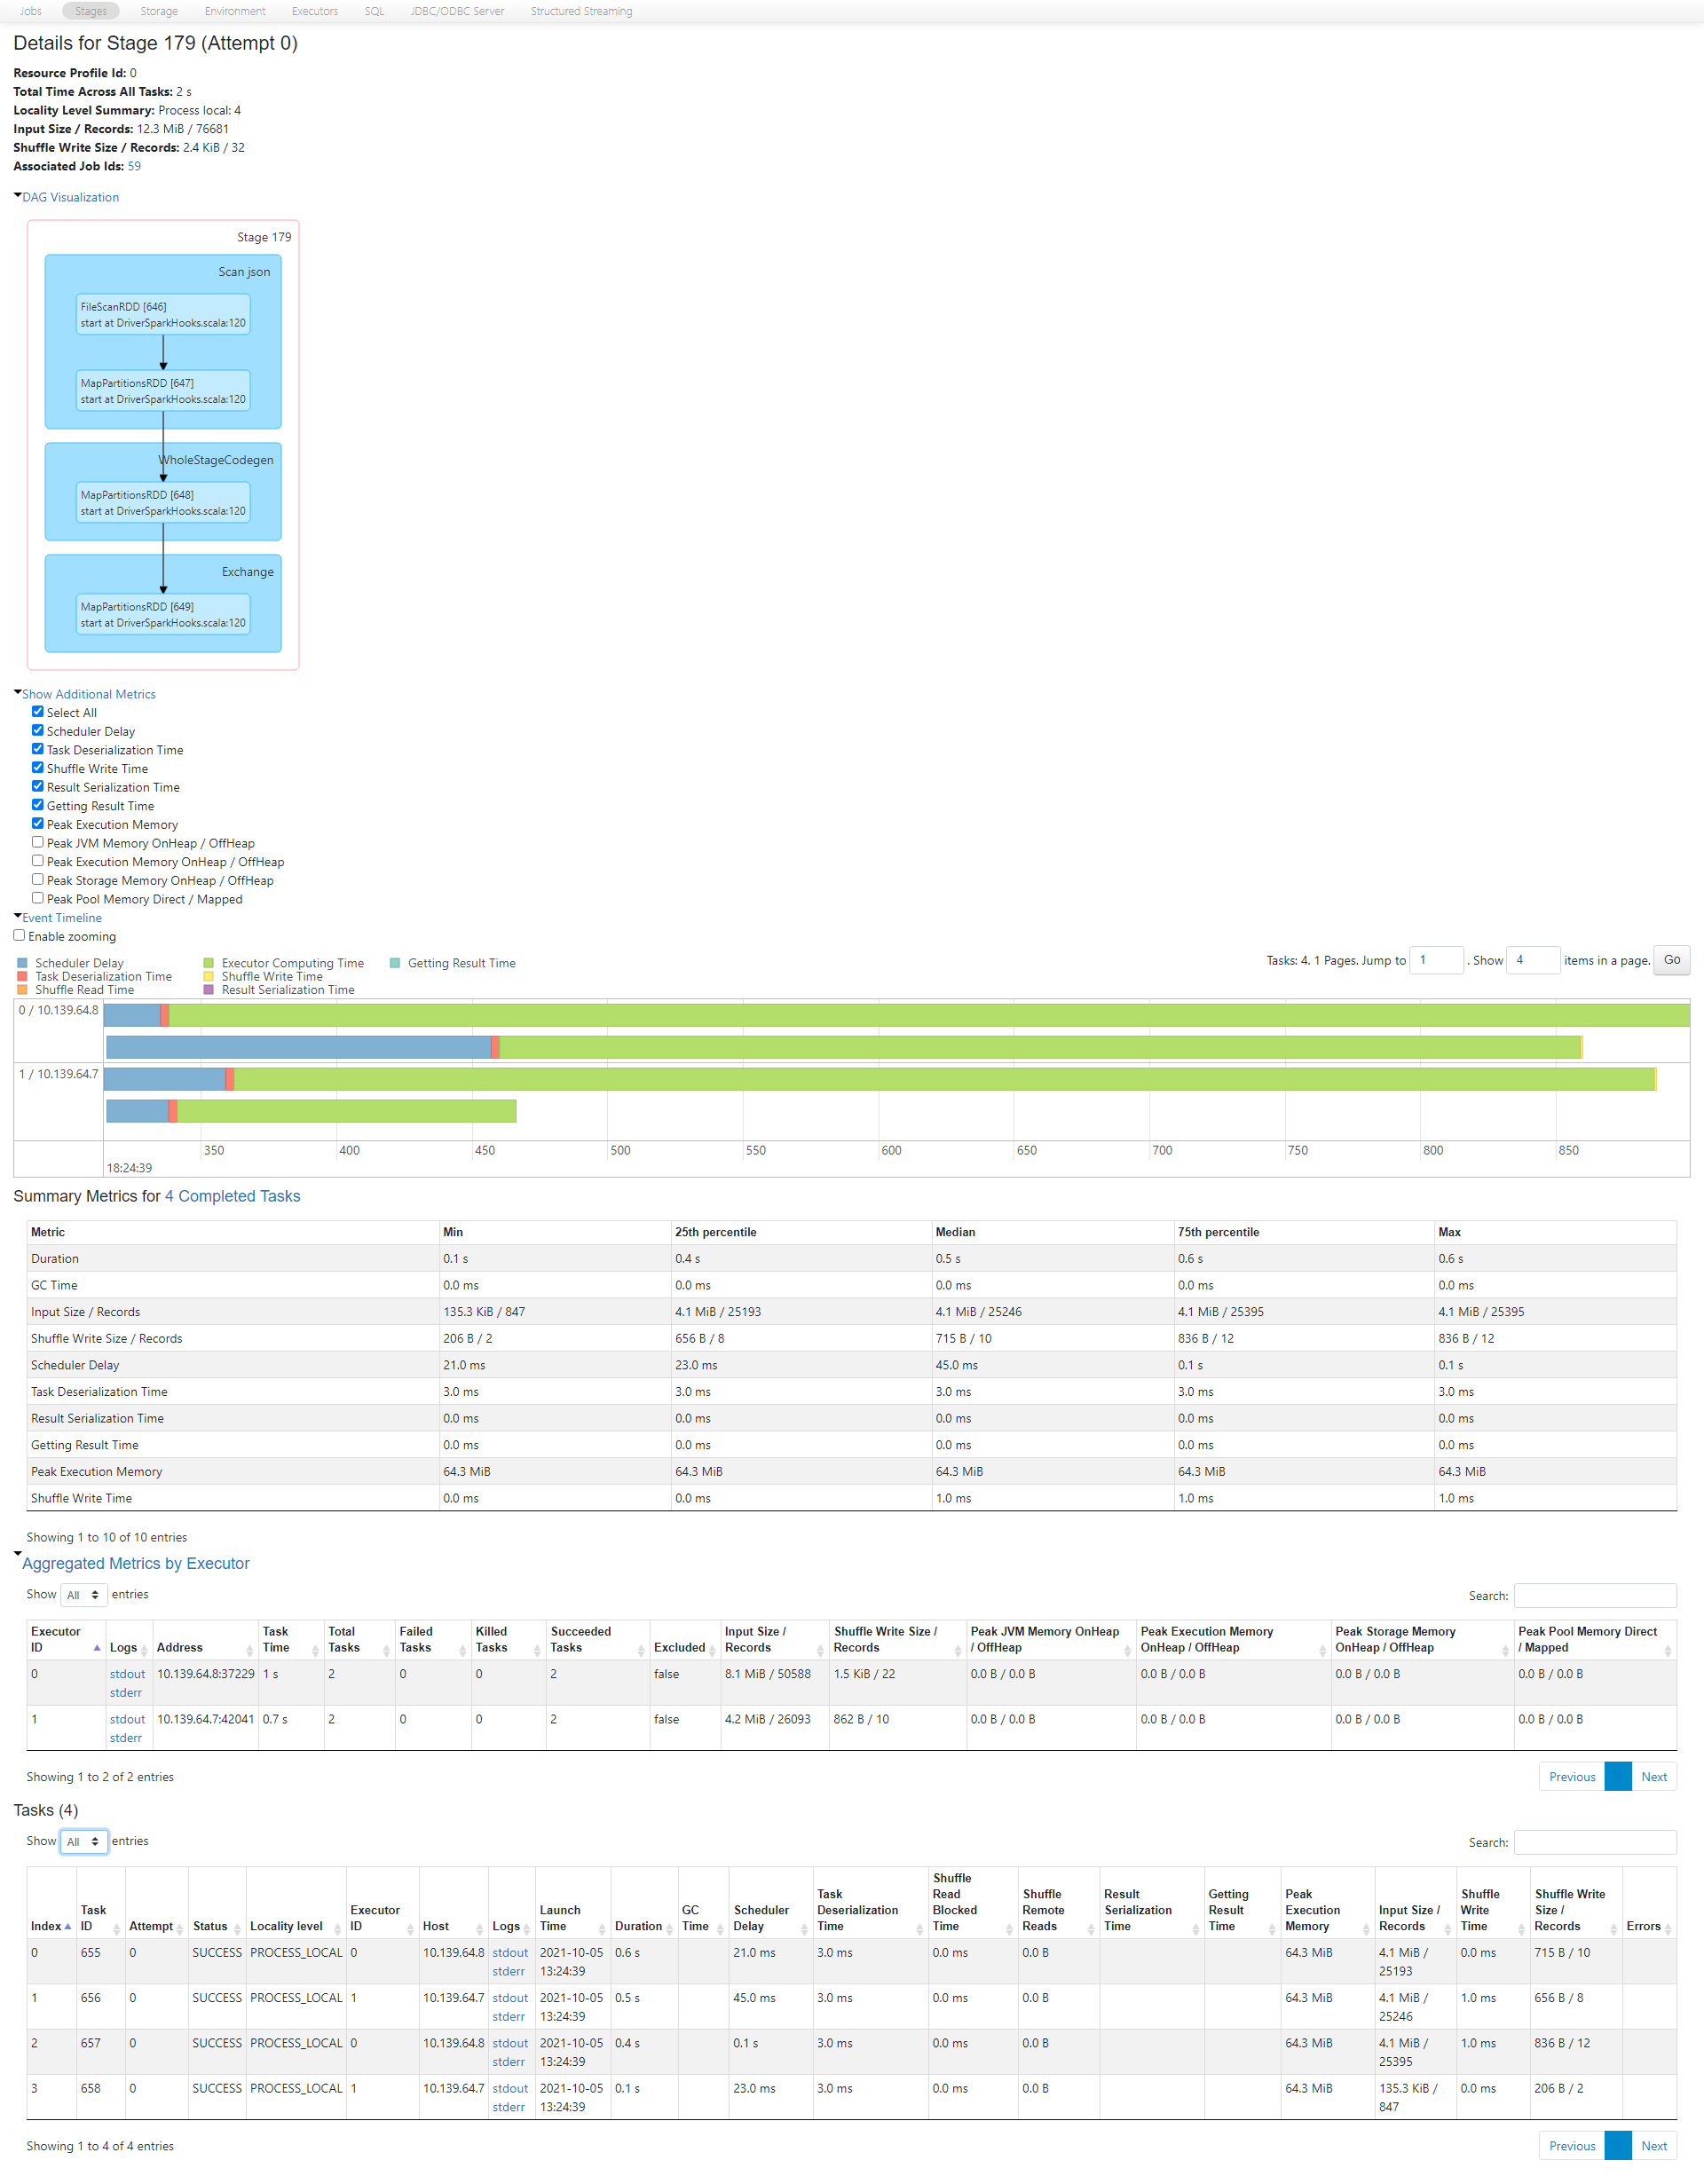 Jobs Stages Storage Environment Executors SQL JDBC/ODBC Server Structured Streaming
Details for Stage 179 (Attempt 0)
Resource Profile Id: 0
Total Time Across All Tasks: 2 s
Locality Level Summary: Process local: 4
Input Size / Records: 12.3 MiB / 76681
Shuffle Write Size / Records: 2.4 KiB / 32
Associated Job Ids: 59
DAG Visualization
Stage 179
Scan json
FileScanRDD [646]
start at DriverSparkHooks.scala:120
MapPartitionsRDD [647]
start at DriverSparkHooks.scala:120
WholeStageCodegen
MapPartitionsRDD [648]
start at DriverSparkHooks.scala:120
Exchange
MapPartitionsRDD [649]
start at DriverSparkHooks.scala:120
Show Additional Metrics
Select All
Scheduler Delay
Task Deserialization Time
Shuffle Write Time
Result Serialization Time
Getting Result Time
Peak Execution Memory
Peak JVM Memory OnHeap / OffHeap
Peak Execution Memory OnHeap / OffHeap
Peak Storage Memory OnHeap / OffHeap
Peak Pool Memory Direct / Mapped
Event Timeline
Enable zooming
Scheduler Delay Executor Computing Time Getting Result Time
Task Deserialization Time Shuffle Write Time
Shuffle Read Time Result Serialization Time
Tasks: 4. 1 Pages. Jump to 1 . Show 4 items in a page. Go
0 / 10.139.64.8
1 / 10.139.64.7
350 400 450 500 550 600 650 700 750 800 850
18:24:39
Summary Metrics for 4 Completed Tasks
Metric Min 25th percentile Median 75th percentile Max
Duration 0.1 s 0.4 s 0.5 s 0.6 s 0.6 s
GC Time 0.0 ms 0.0 ms 0.0 ms 0.0 ms 0.0 ms
Input Size / Records 135.3 KiB / 847 4.1 MiB / 25193 4.1 MiB / 25246 4.1 MiB / 25395 4.1 MiB / 25395
Shuffle Write Size / Records 206 B / 2 656 B / 8 715 B / 10 836 B / 12 836 B / 12
Scheduler Delay 21.0 ms 23.0 ms 45.0 ms 0.1 s 0.1 s
Task Deserialization Time 3.0 ms 3.0 ms 3.0 ms 3.0 ms 3.0 ms
Result Serialization Time 0.0 ms 0.0 ms 0.0 ms 0.0 ms 0.0 ms
Getting Result Time 0.0 ms 0.0 ms 0.0 ms 0.0 ms 0.0 ms
Peak Execution Memory 64.3 MiB 64.3 MiB 64.3 MiB 64.3 MiB 64.3 MiB
Shuffle Write Time 0.0 ms 0.0 ms 1.0 ms 1.0 ms 1.0 ms
Showing 1 to 10 of 10 entries
Aggregated Metrics by Executor
Show All entries Search:
Executor ID Logs Address Task Time Total Tasks Failed Tasks Killed Tasks Succeeded Tasks Excluded Input Size / Records Shuffle Write Size / Records Peak JVM Memory OnHeap / OffHeap Peak Execution Memory OnHeap / OffHeap Peak Storage Memory OnHeap / OffHeap Peak Pool Memory Direct / Mapped
0 stdout 10.139.64.8:37229 1 s 2 0 0 2 false 8.1 MiB / 50588 1.5 KiB / 22 0.0 B / 0.0 B 0.0 B / 0.0 B 0.0 B / 0.0 B 0.0 B / 0.0 B
stderr
1 stdout 10.139.64.7:42041 0.7 s 2 0 0 2 false 4.2 MiB / 26093 862 B / 10 0.0 B / 0.0 B 0.0 B / 0.0 B 0.0 B / 0.0 B 0.0 B / 0.0 B
stderr
Showing 1 to 2 of 2 entries Previous Next
Tasks (4)
Show All entries Search:
Index Task ID Attempt Status Locality level Executor ID Host Logs Launch Time Duration GC Time Scheduler Delay Task Deserialization Time Shuffle Read Blocked Time Shuffle Remote Reads Result Serialization Time Getting Result Time Peak Execution Memory Input Size / Records Shuffle Write Time Shuffle Write Size / Records Errors
0 655 0 SUCCESS PROCESS_LOCAL 0 10.139.64.8 stdout 2021-10-05 0.6 s 21.0 ms 3.0 ms 0.0 ms 0.0 B 64.3 MiB 4.1 MiB / 0.0 ms 715 B / 10
stderr 13:24:39 25193
1 656 0 SUCCESS PROCESS_LOCAL 1 10.139.64.7 stdout 2021-10-05 0.5 s 45.0 ms 3.0 ms 0.0 ms 0.0 B 64.3 MiB 4.1 MiB / 1.0 ms 656 B / 8
stderr 13:24:39 25246
2 657 0 SUCCESS PROCESS_LOCAL 0 10.139.64.8 stdout 2021-10-05 0.4 s 0.1 s 3.0 ms 0.0 ms 0.0 B 64.3 MiB 4.1 MiB / 1.0 ms 836 B / 12
stderr 13:24:39 25395
3 658 0 SUCCESS PROCESS_LOCAL 1 10.139.64.7 stdout 2021-10-05 0.1 s 23.0 ms 3.0 ms 0.0 ms 0.0 B 64.3 MiB 135.3 KiB / 0.0 ms 206 B / 2
stderr 13:24:39 847
Showing 1 to 4 of 4 entries Previous Next